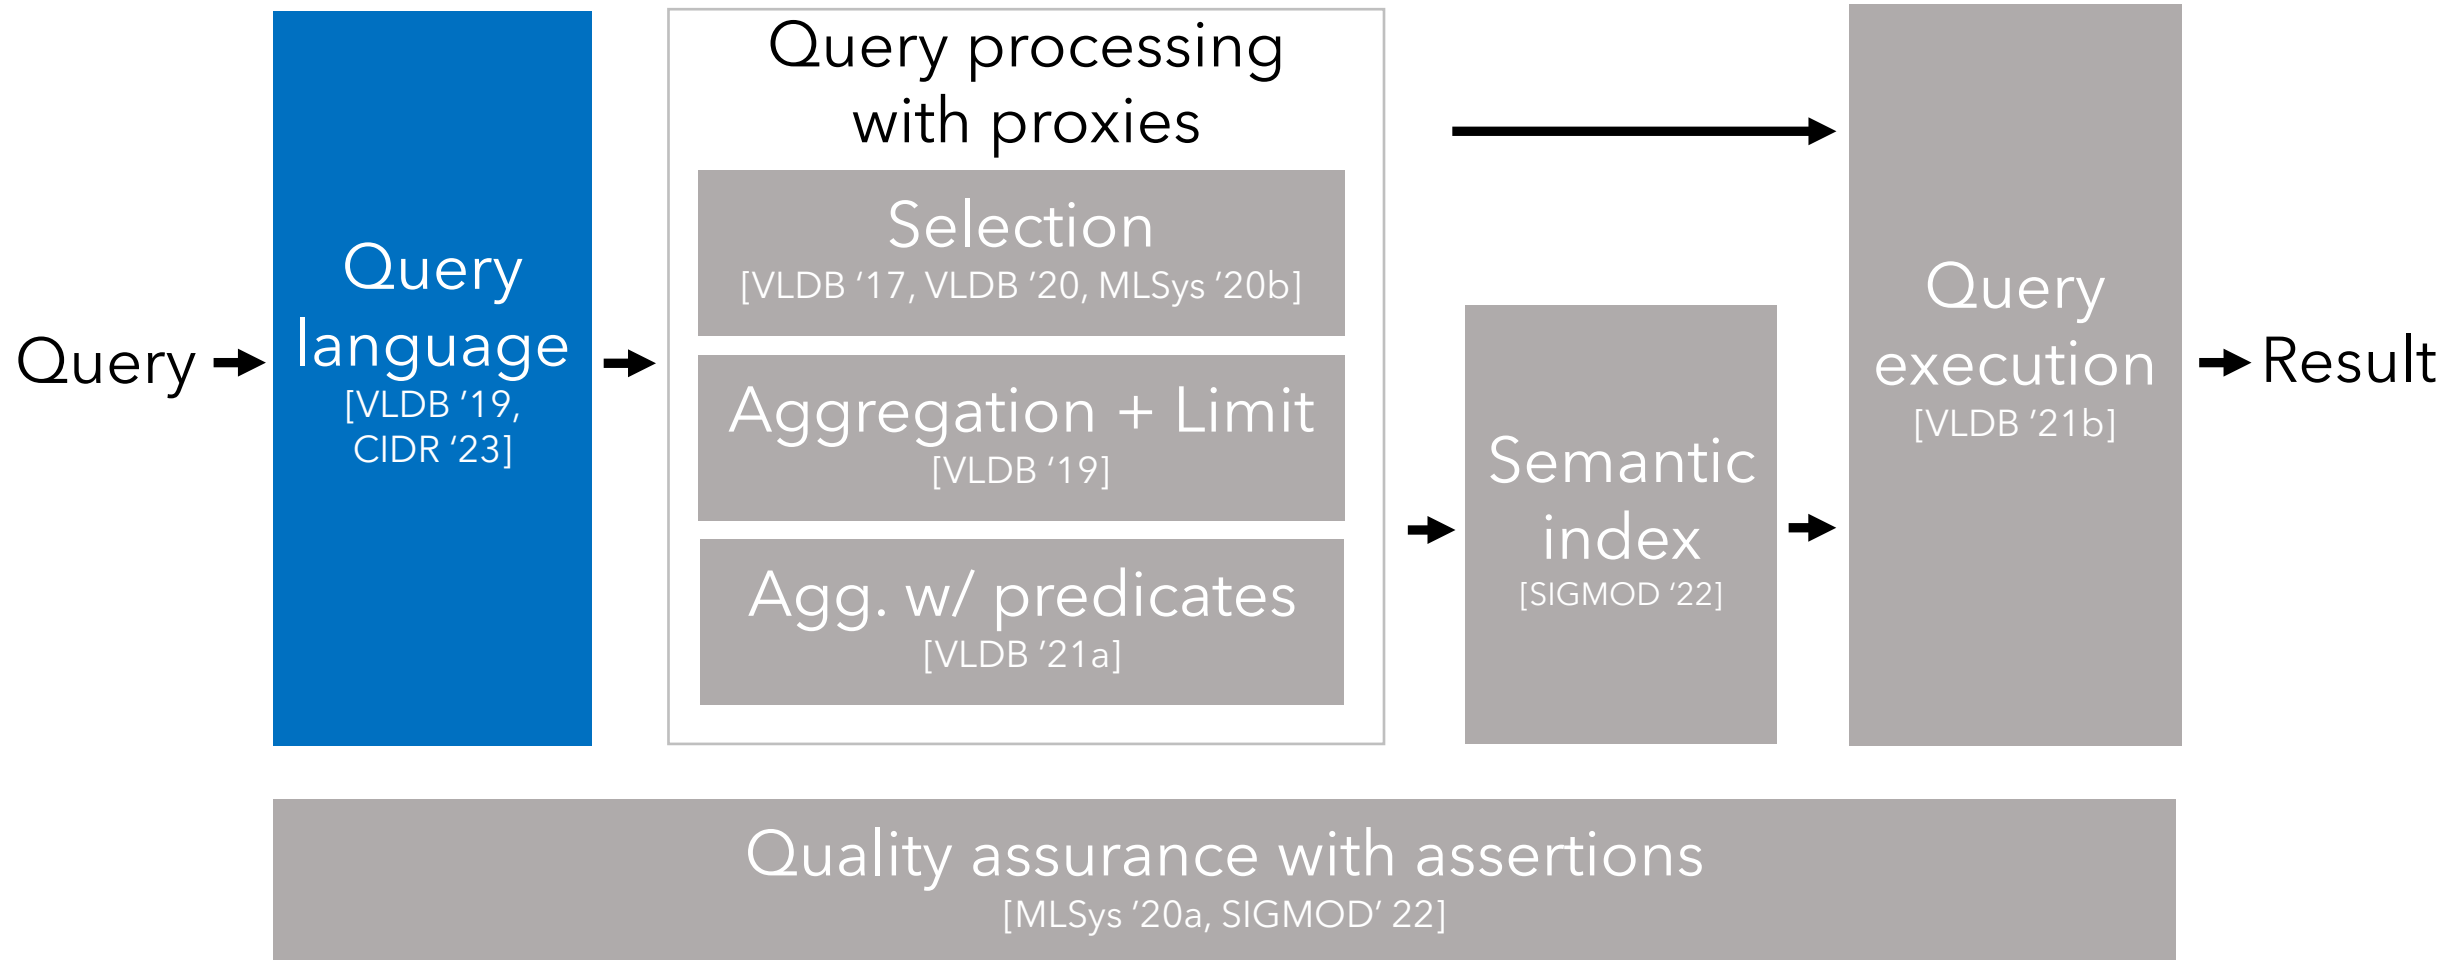 Query
Query
language
[VLDB ‘19,
CIDR ‘23]
Query processing
with proxies
Selection
[VLDB ‘17, VLDB ‘20, MLSys ‘20b]
Aggregation + Limit
[VLDB ‘19]
Agg. w/ predicates
[VLDB ‘21a]
Semantic
index
[SIGMOD ‘22]
Query
execution
[VLDB ‘21b]
Result
Quality assurance with assertions
[MLSys ‘20a, SIGMOD’ 22]